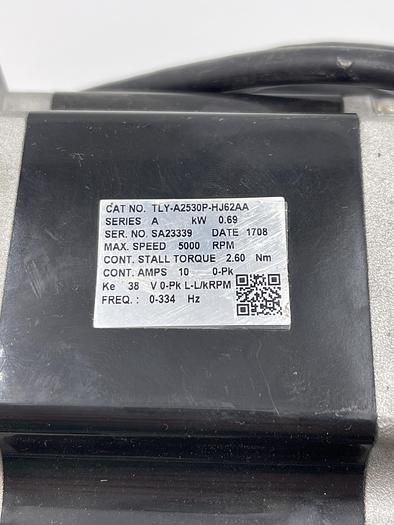 CAT NO. TLY-A2530P-HJ62AA
SERIES A kW 0.69
SER. NO. SA23339 DATE 1708
MAX. SPEED 5000 RPM
CONT. STALL TORQUE 2.60 Nm
CONT. AMPS 10 0-Pk
Ke 38 V 0-Pk L-L/kRPM
FREQ. : 0-334 Hz